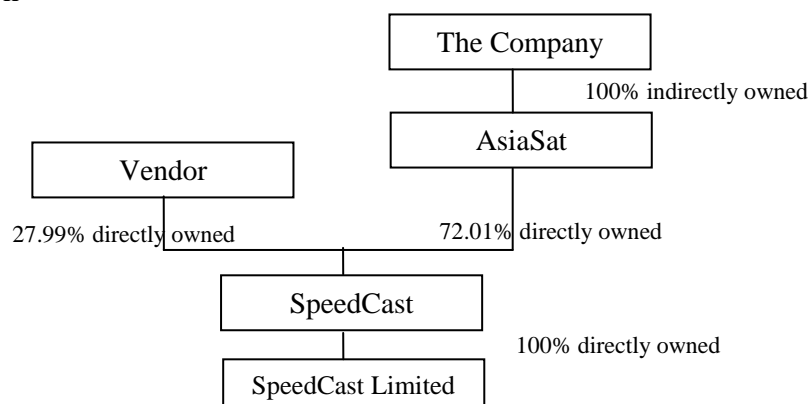 The Company
100% indirectly owned
AsiaSat
Vendor
27.99% directly owned
72.01% directly owned
SpeedCast
100% directly owned
SpeedCast Limited